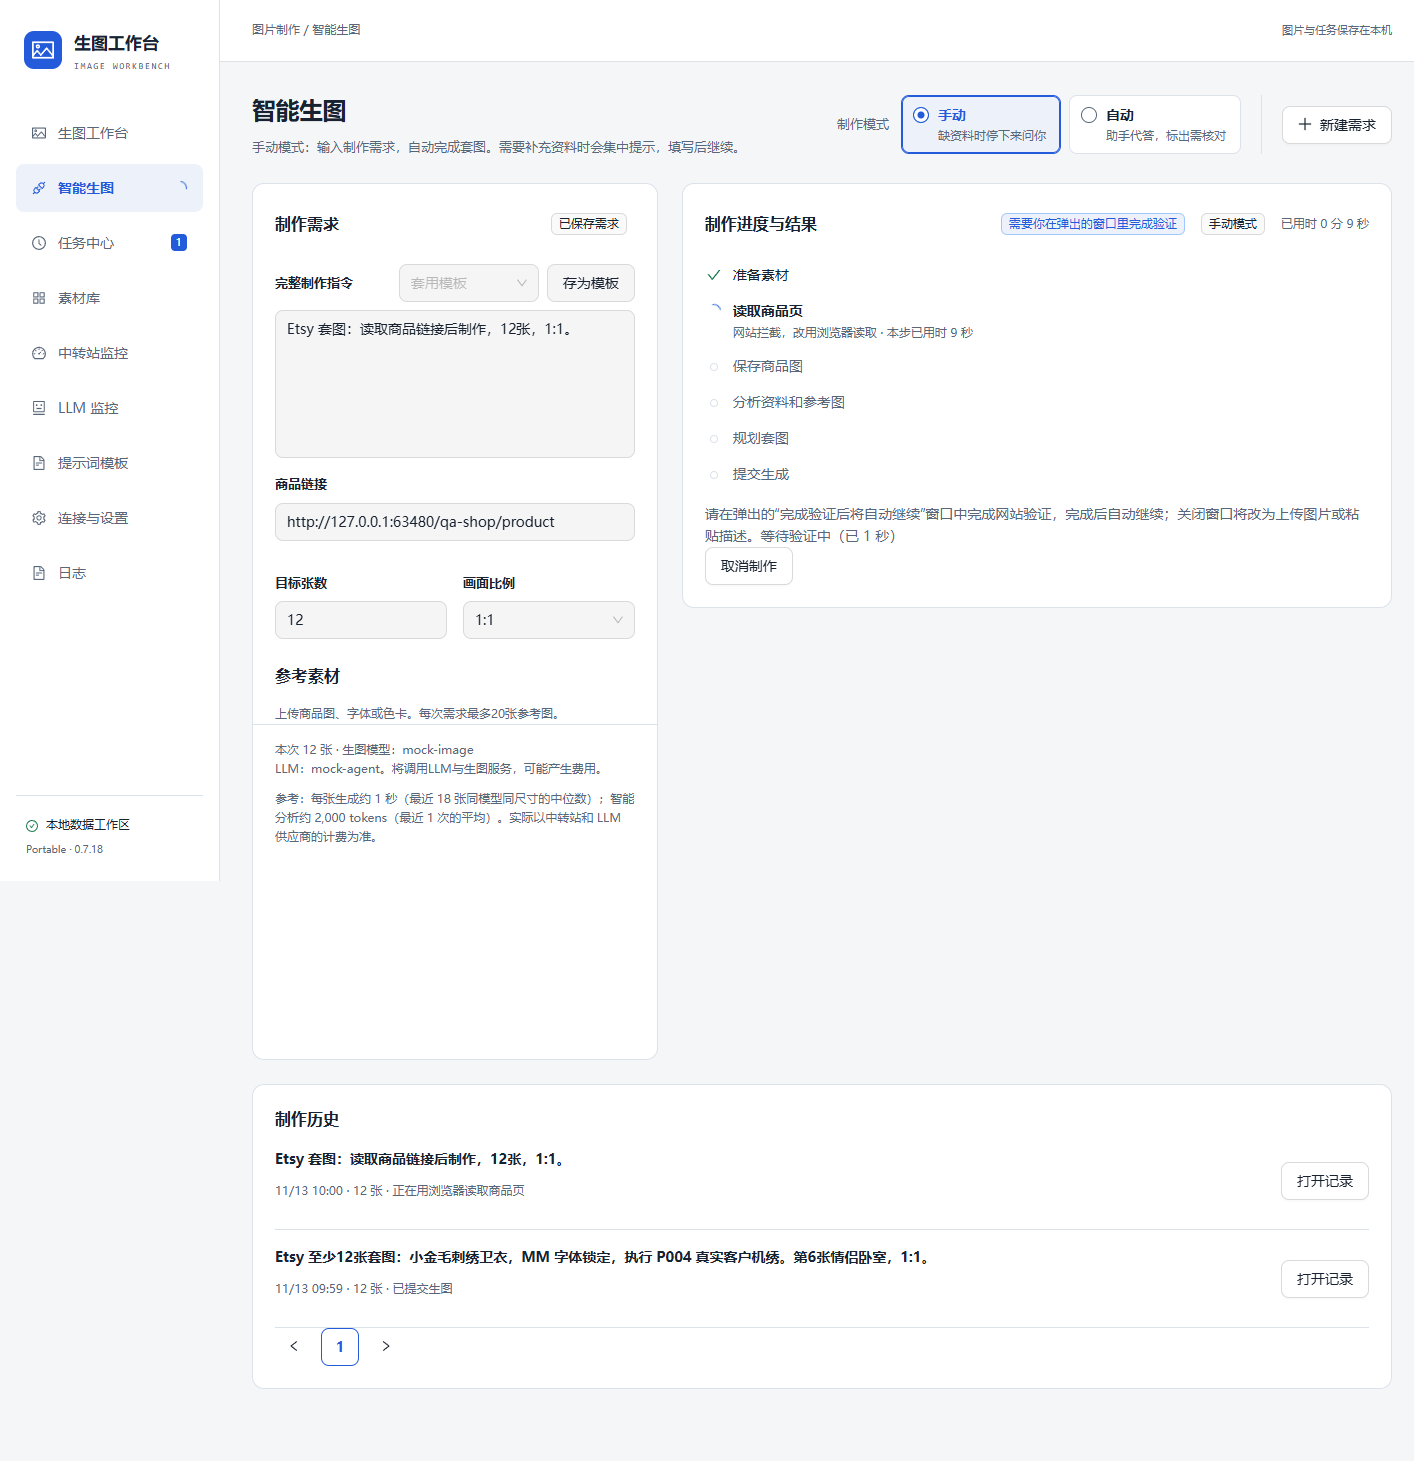 生图工作台
IMAGE WORKBENCH
生图工作台
智能生图
任务中心 1
素材库
中转站监控
LLM 监控
提示词模板
连接与设置
日志
本地数据工作区
Portable · 0.7.18
图片制作 / 智能生图
图片与任务保存在本机
智能生图
手动模式：输入制作需求，自动完成套图。需要补充资料时会集中提示，填写后继续。
制作模式
手动
缺资料时停下来问你
自动
助手代答，标出需核对
新建需求
制作需求
已保存需求
完整制作指令
套用模板
存为模板
Etsy 套图：读取商品链接后制作，12张，1:1。
商品链接
http://127.0.0.1:63480/qa-shop/product
目标张数
画面比例
12
1:1
参考素材
上传商品图、字体或色卡。每次需求最多20张参考图。
本次 12 张 · 生图模型：mock-image
LLM：mock-agent。将调用LLM与生图服务，可能产生费用。
参考：每张生成约 1 秒（最近 18 张同模型同尺寸的中位数）；智能
分析约 2,000 tokens（最近 1 次的平均）。实际以中转站和 LLM
供应商的计费为准。
制作进度与结果
需要你在弹出的窗口里完成验证
手动模式
已用时 0 分 9 秒
准备素材
读取商品页
网站拦截，改用浏览器读取 · 本步已用时 9 秒
保存商品图
分析资料和参考图
规划套图
提交生成
请在弹出的“完成验证后将自动继续”窗口中完成网站验证，完成后自动继续；关闭窗口将改为上传图片或粘
贴描述。等待验证中（已 1 秒）
取消制作
制作历史
Etsy 套图：读取商品链接后制作，12张，1:1。
11/13 10:00 · 12 张 · 正在用浏览器读取商品页
打开记录
Etsy 至少12张套图：小金毛刺绣卫衣，MM 字体锁定，执行 P004 真实客户机绣。第6张情侣卧室，1:1。
11/13 09:59 · 12 张 · 已提交生图
打开记录
1